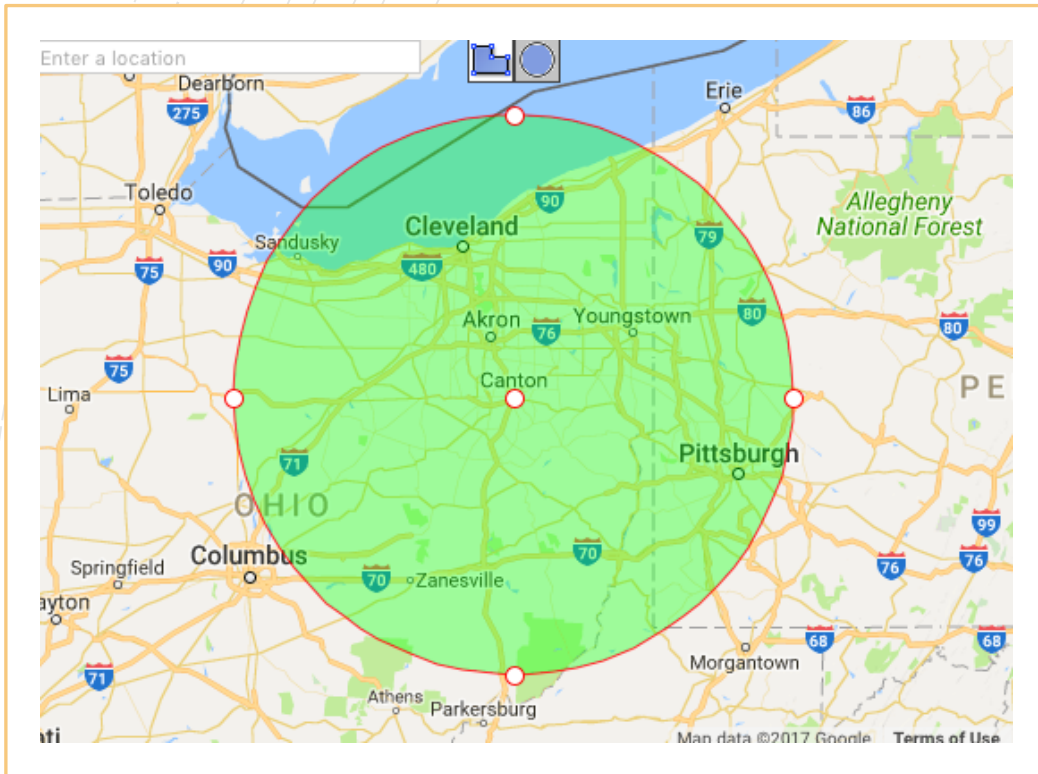 Enter a location
Dearborn
275
Erie
86
Toledo
90
Allegheny
National Forest
Cleveland
79
Sandusky
75
90
480
80
Akron
76
Youngstown
80
75
Canton
Lima
PE
Pittsburgh
71
OHIO
99
Columbus
70
76
Springfield
70
Zanesville
76
ayton
68
68
Morgantown
71
Athens
Parkersburg
ti
Map data ©2017 Google
Terms of Use